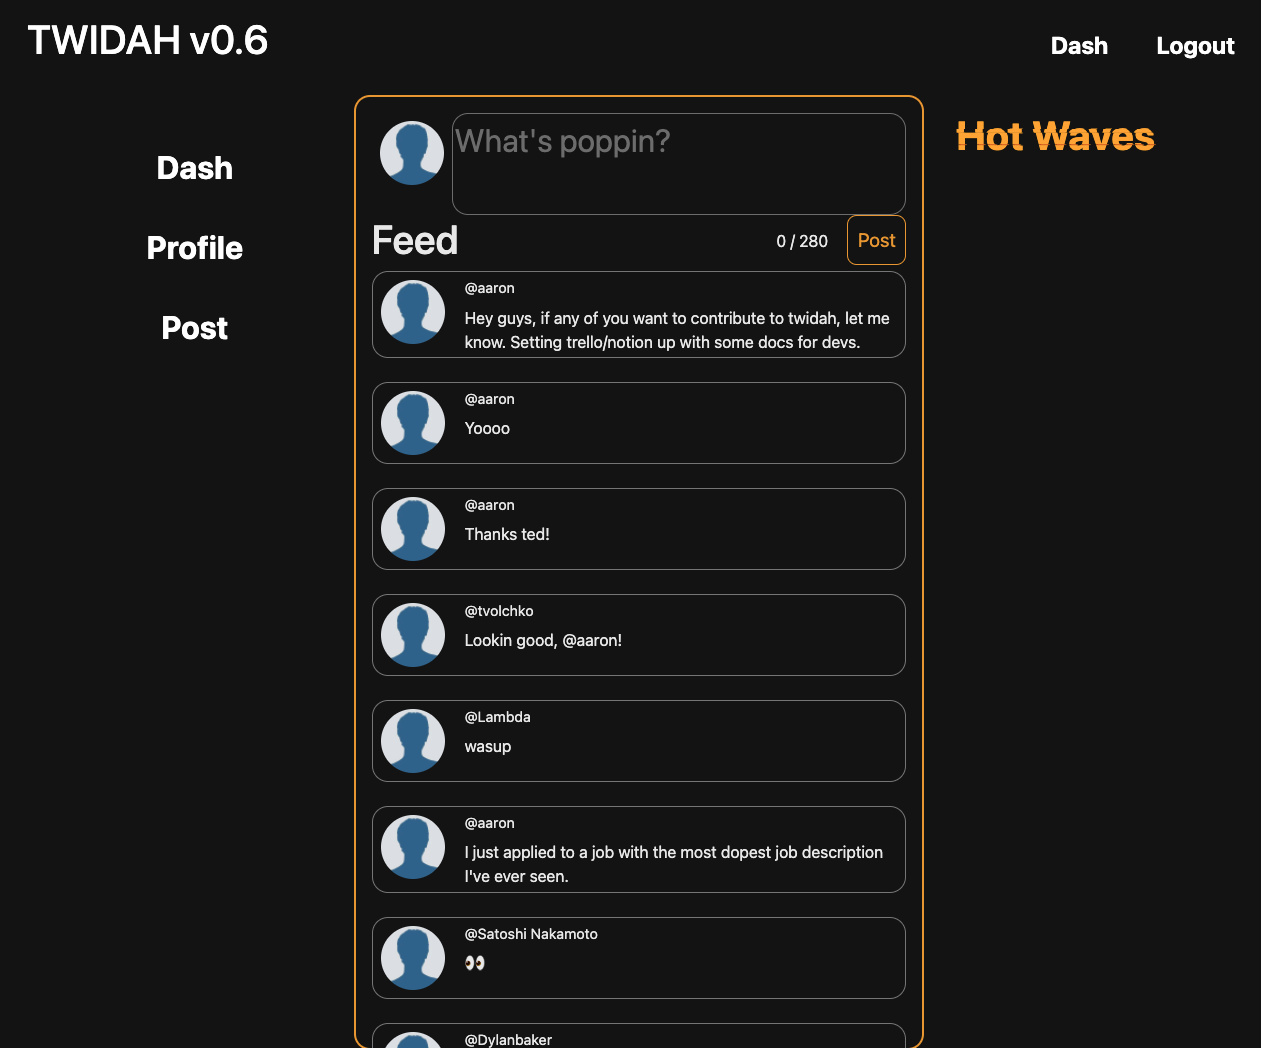 TWIDAH v0.6
Dash
Logout
Dash
Profile
Post
What's poppin?
Feed
0 / 280
Post
@aaron
Hey guys, if any of you want to contribute to twidah, let me
know. Setting trello/notion up with some docs for devs.
@aaron
Yoooo
@aaron
Thanks ted!
@tvolchko
Lookin good, @aaron!
@Lambda
wasup
@aaron
I just applied to a job with the most dopest job description
I've ever seen.
@Satoshi Nakamoto
👀
@Dylanbaker
Hot Waves